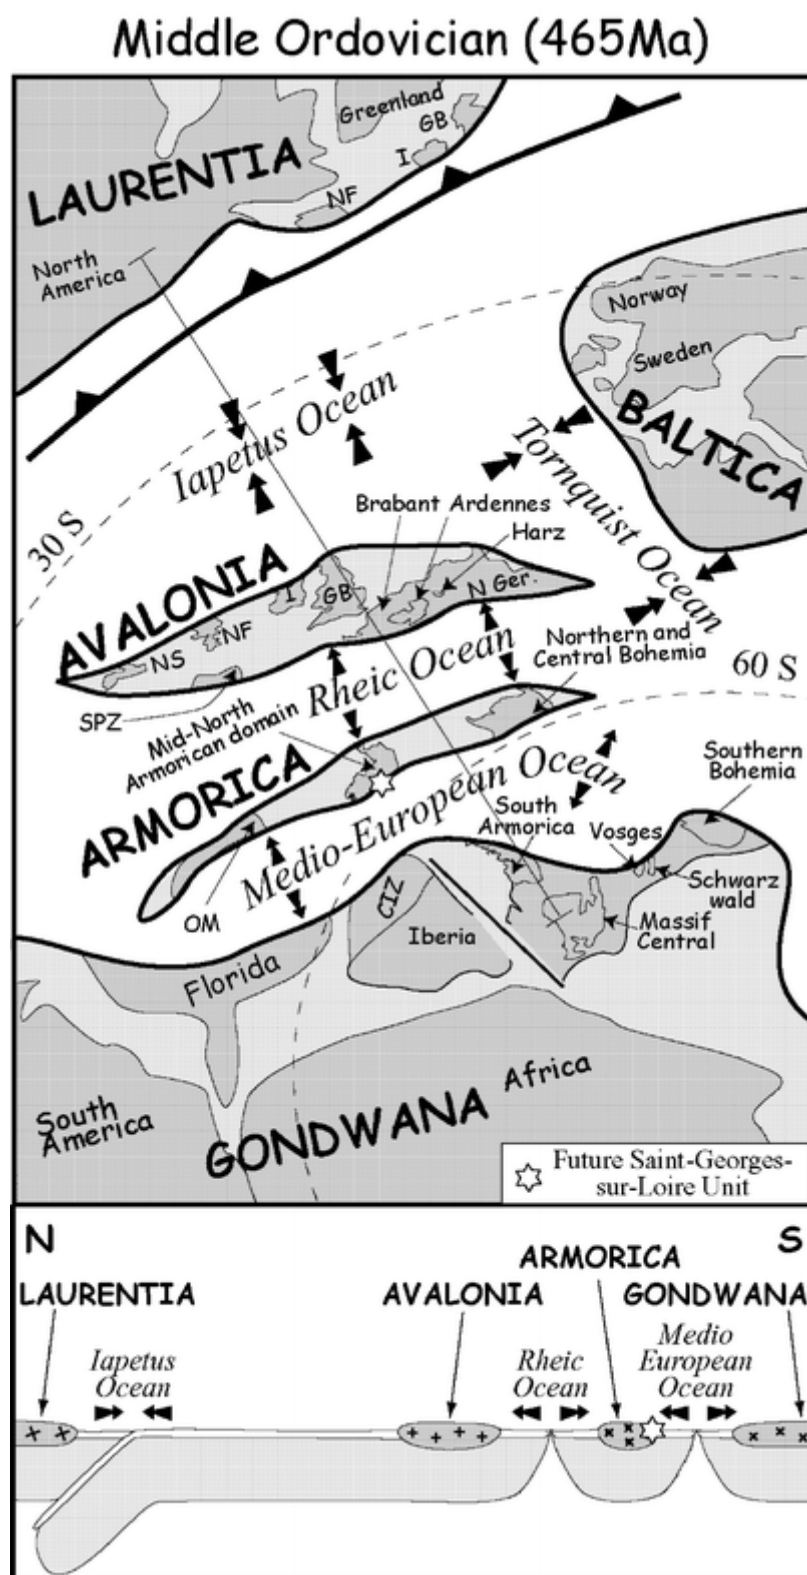 Middle Ordovician (465Ma)
Greenland
GB
I
LAURENTIA
NF
North
America
Norway
Sweden
BALTICA
Iapetus Ocean
Tornquist Ocean
30 S
Brabant
Ardennes
Harz
AVALONIA
I
GB
N Ger.
NF
NS
SPZ
Rheic Ocean
Northern and
Central Bohemia
60 S
Mid-North
Armorican domain
ARMORICA
Medio-European Ocean
Southern
Bohemia
South
Armorica
Vosges
Schwarz
wald
OM
CIZ
Iberia
Massif
Central
Florida
Africa
South
America
GONDWANA
Future Saint-Georges-
sur-Loire Unit
N
S
ARMORICA
LAURENTIA
AVALONIA
GONDWANA
Iapetus
Ocean
Rheic
Ocean
Medio
European
Ocean